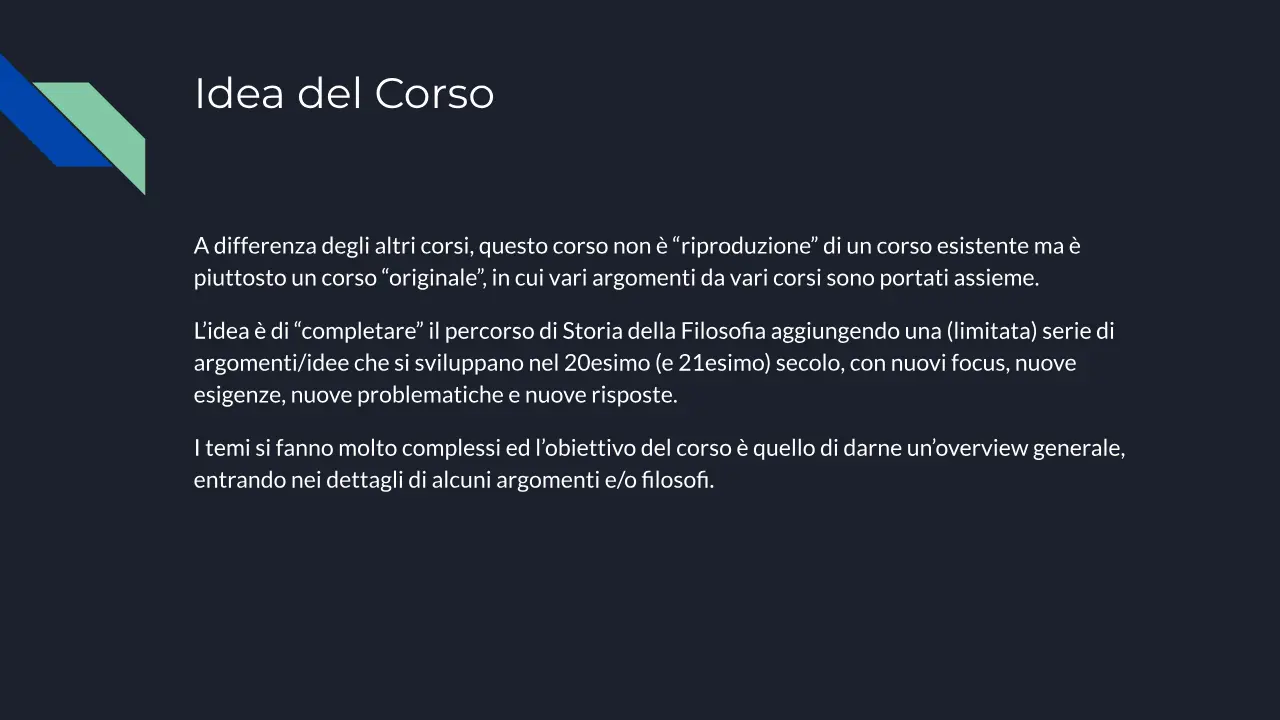 Idea del Corso
A differenza degli altri corsi, questo corso non è “riproduzione” di un corso esistente ma è
piuttosto un corso “originale”, in cui vari argomenti da vari corsi sono portati assieme.
L’idea è di “completare” il percorso di Storia della Filosofia aggiungendo una (limitata) serie di
argomenti/idee che si sviluppano nel 20esimo (e 21esimo) secolo, con nuovi focus, nuove
esigenze, nuove problematiche e nuove risposte.
I temi si fanno molto complessi ed l’obiettivo del corso è quello di darne un’overview generale,
entrando nei dettagli di alcuni argomenti e/o filosofi.